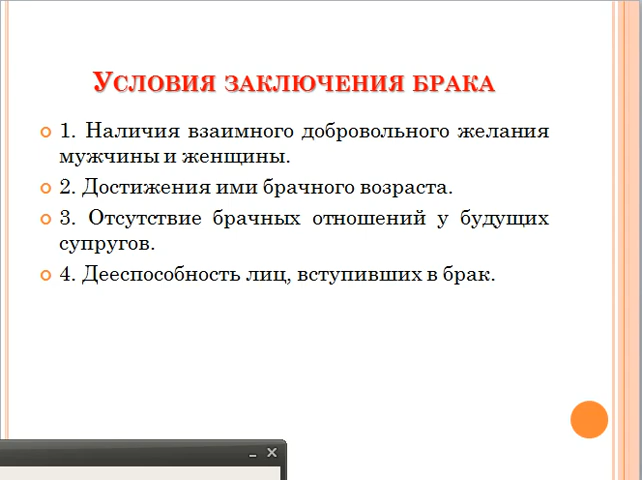 Условия заключения брака
1. Наличия взаимного добровольного желания
мужчины и женщины.
2. Достижения ими брачного возраста.
3. Отсутствие брачных отношений у будущих
супругов.
4. Дееспособность лиц, вступивших в брак.